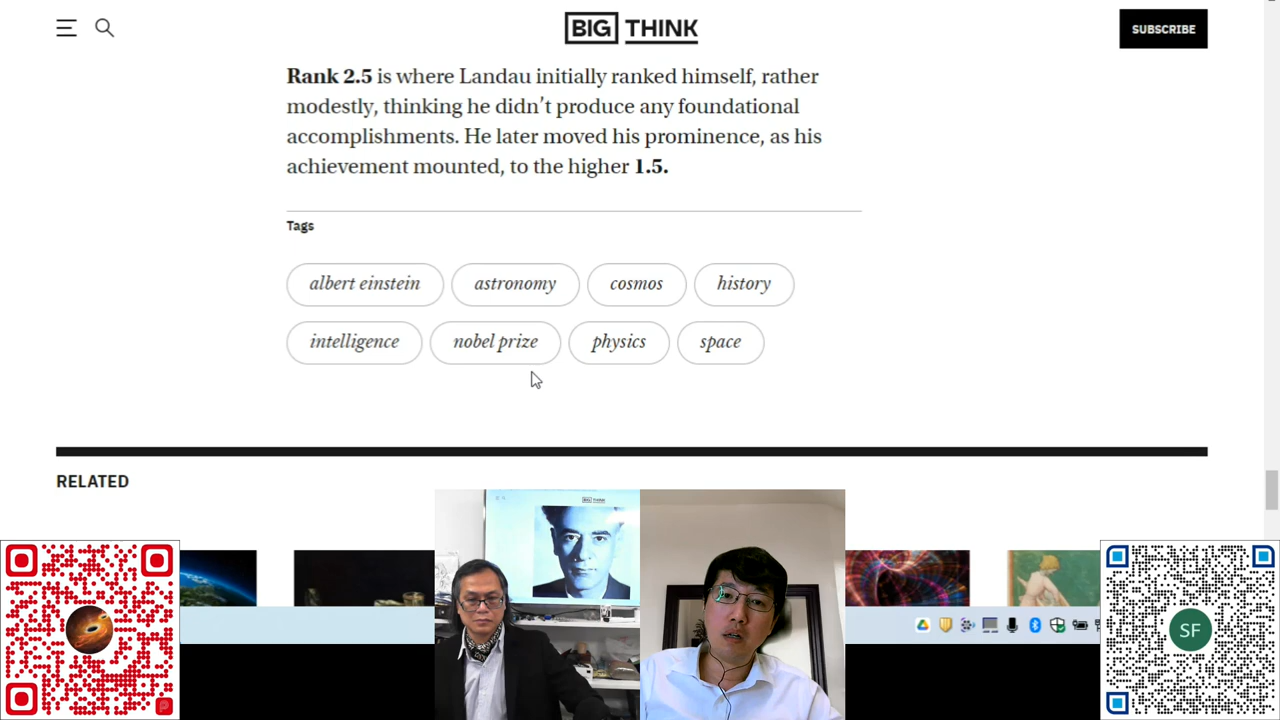 BIG THINK
SUBSCRIBE
Rank 2.5 is where Landau initially ranked himself, rather
modestly, thinking he didn’t produce any foundational
accomplishments. He later moved his prominence, as his
achievement mounted, to the higher 1.5.
Tags
albert einstein
astronomy
cosmos
history
intelligence
nobel prize
physics
space
RELATED
BIG THINK
SF